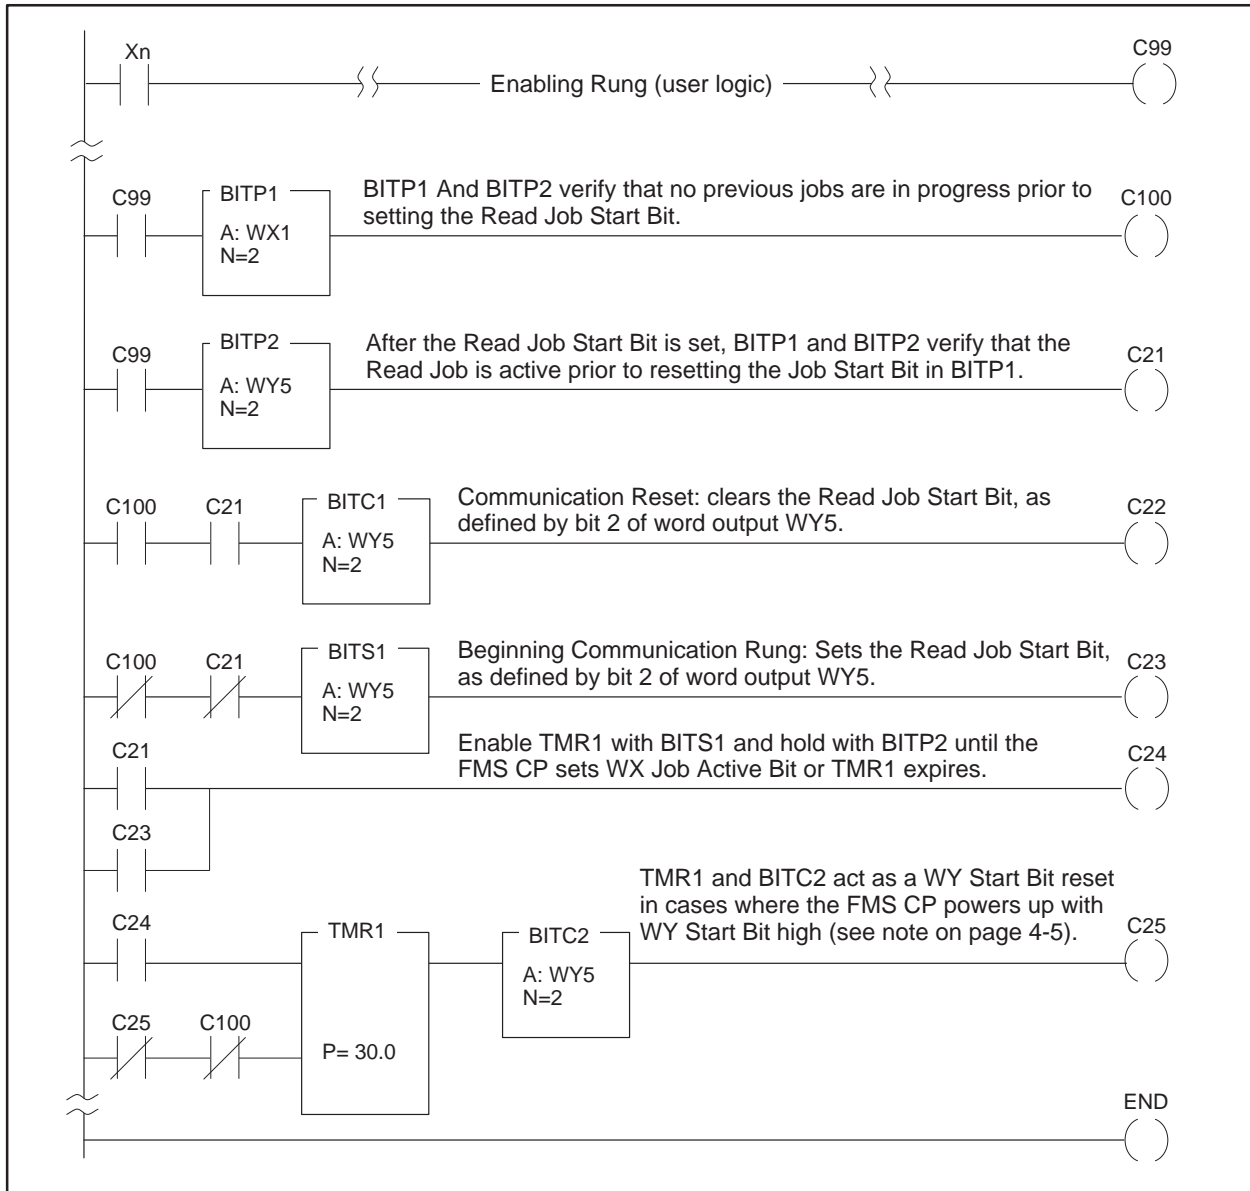 Xn
C99
Enabling Rung (user logic)
C99
BITP1
A: WX1
N=2
BITP1 And BITP2 verify that no previous jobs are in progress prior to
setting the Read Job Start Bit.
C100
C99
BITP2
A: WY5
N=2
After the Read Job Start Bit is set, BITP1 and BITP2 verify that the
Read Job is active prior to resetting the Job Start Bit in BITP1.
C21
C100
C21
BITC1
A: WY5
N=2
Communication Reset: clears the Read Job Start Bit, as
defined by bit 2 of word output WY5.
C22
C100
C21
BITS1
A: WY5
N=2
Beginning Communication Rung: Sets the Read Job Start Bit,
as defined by bit 2 of word output WY5.
C23
C21
Enable TMR1 with BITS1 and hold with BITP2 until the
FMS CP sets WX Job Active Bit or TMR1 expires.
C24
C23
C24
TMR1
BITC2
A: WY5
N=2
TMR1 and BITC2 act as a WY Start Bit reset
in cases where the FMS CP powers up with
WY Start Bit high (see note on page 4-5).
C25
C25
C100
P= 30.0
END